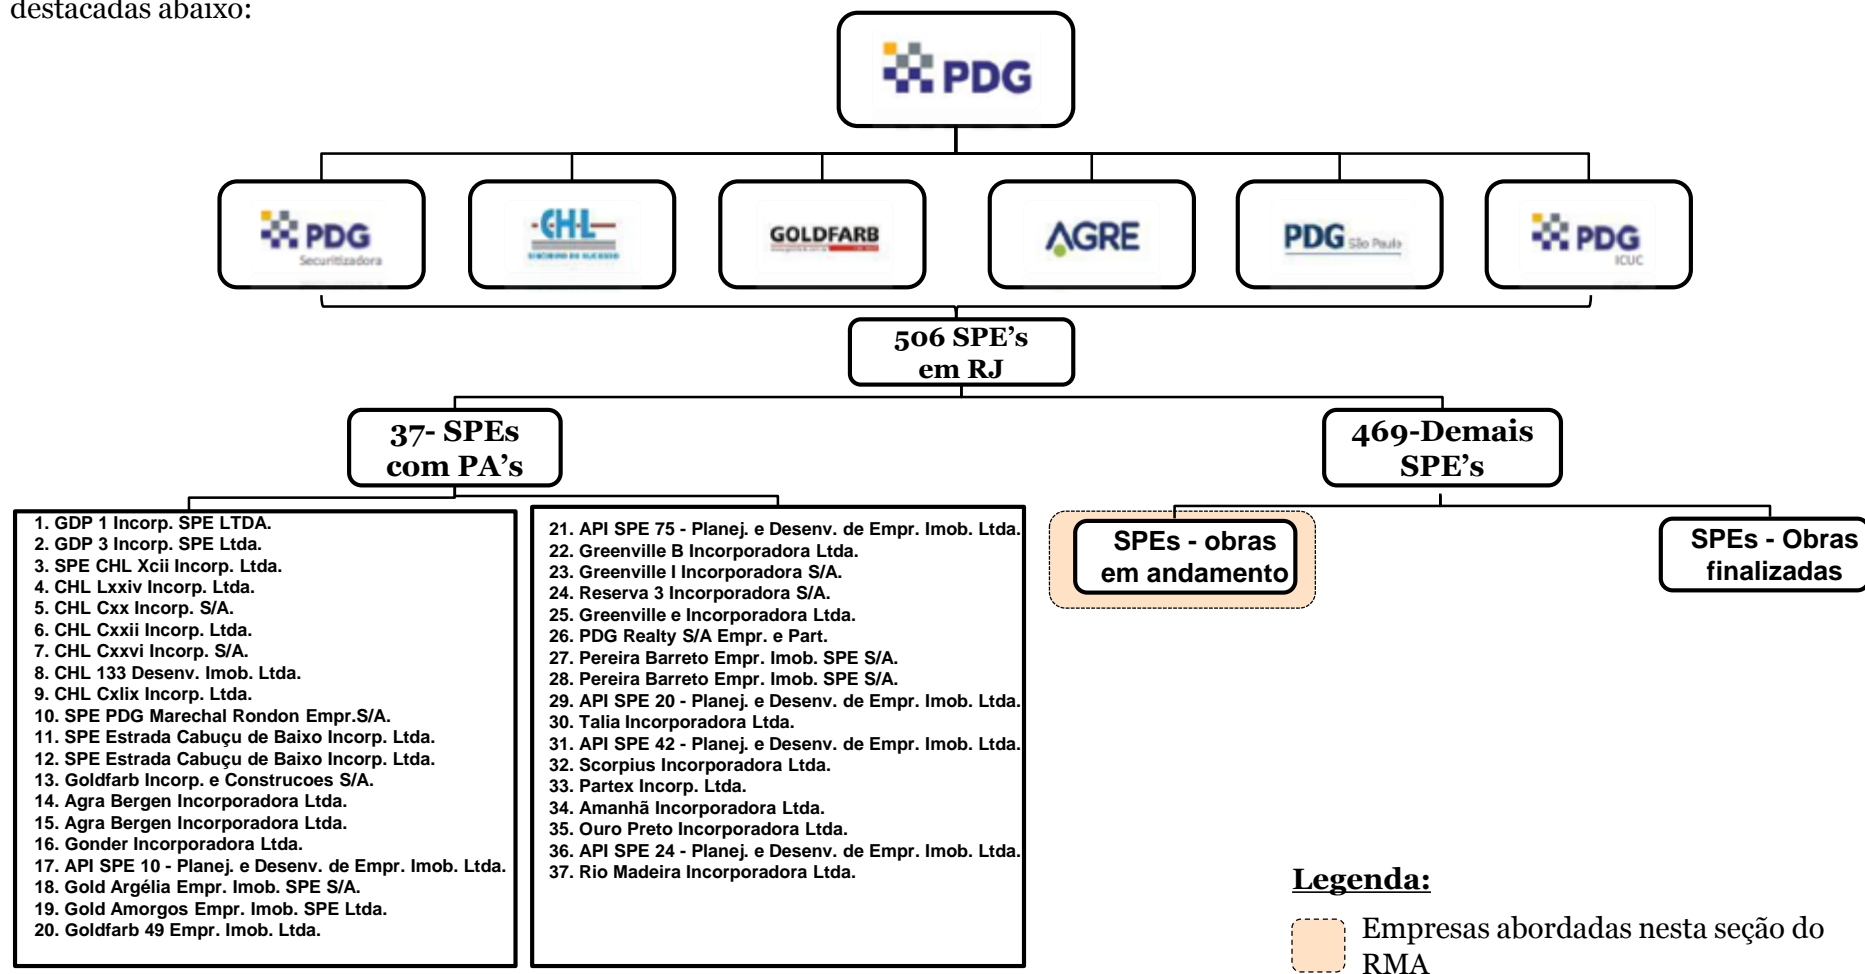 destacadas abaixo:
PDG
PDG
Securitizadora
CHL
SINÔNIMO DE SUCESSO
GOLDFARB
AGRE
PDG São Paulo
PDG
ICUC
506 SPE’s
em RJ
37- SPEs
com PA’s
469-Demais
SPE’s
1. GDP 1 Incorp. SPE LTDA.
2. GDP 3 Incorp. SPE Ltda.
3. SPE CHL Xcii Incorp. Ltda.
4. CHL Lxxiv Incorp. Ltda.
5. CHL Cxx Incorp. S/A.
6. CHL Cxxii Incorp. Ltda.
7. CHL Cxxvi Incorp. S/A.
8. CHL 133 Desenv. Imob. Ltda.
9. CHL Cxlix Incorp. Ltda.
10. SPE PDG Marechal Rondon Empr.S/A.
11. SPE Estrada Cabuçu de Baixo Incorp. Ltda.
12. SPE Estrada Cabuçu de Baixo Incorp. Ltda.
13. Goldfarb Incorp. e Construcoes S/A.
14. Agra Bergen Incorporadora Ltda.
15. Agra Bergen Incorporadora Ltda.
16. Gonder Incorporadora Ltda.
17. API SPE 10 - Planej. e Desenv. de Empr. Imob. Ltda.
18. Gold Argélia Empr. Imob. SPE S/A.
19. Gold Amorgos Empr. Imob. SPE Ltda.
20. Goldfarb 49 Empr. Imob. Ltda.
21. API SPE 75 - Planej. e Desenv. de Empr. Imob. Ltda.
22. Greenville B Incorporadora Ltda.
23. Greenville I Incorporadora S/A.
24. Reserva 3 Incorporadora S/A.
25. Greenville e Incorporadora Ltda.
26. PDG Realty S/A Empr. e Part.
27. Pereira Barreto Empr. Imob. SPE S/A.
28. Pereira Barreto Empr. Imob. SPE S/A.
29. API SPE 20 - Planej. e Desenv. de Empr. Imob. Ltda.
30. Talia Incorporadora Ltda.
31. API SPE 42 - Planej. e Desenv. de Empr. Imob. Ltda.
32. Scorpius Incorporadora Ltda.
33. Partex Incorp. Ltda.
34. Amanhã Incorporadora Ltda.
35. Ouro Preto Incorporadora Ltda.
36. API SPE 24 - Planej. e Desenv. de Empr. Imob. Ltda.
37. Rio Madeira Incorporadora Ltda.
SPEs - obras
em andamento
SPEs - Obras
finalizadas
Legenda:
Empresas abordadas nesta seção do
RMA